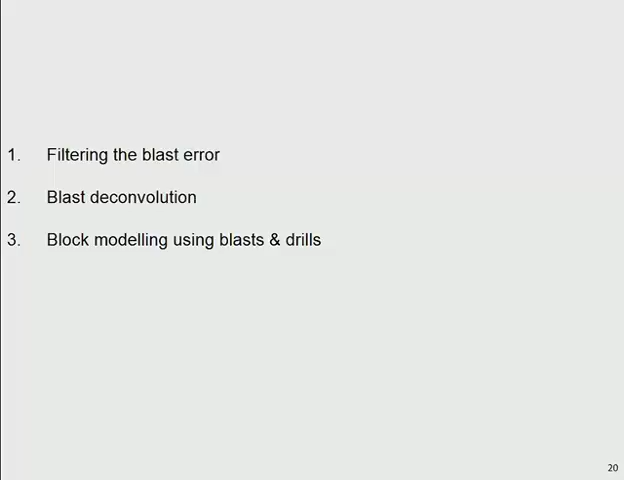 1. Filtering the blast error
2. Blast deconvolution
3. Block modelling using blasts & drills
20